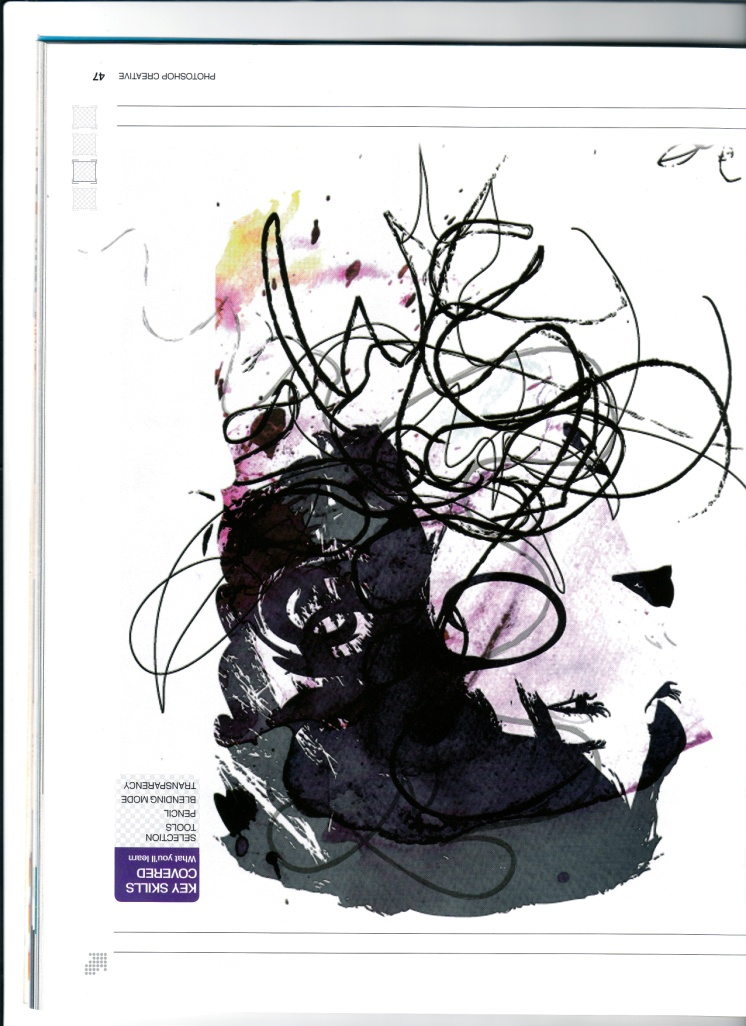 KEY SKILLS
COVERED
What you'll learn
SELECTION
TOOLS
PENCIL
BLENDING MODE
TRANSPARENCY
PHOTOSHOP CREATIVE 47